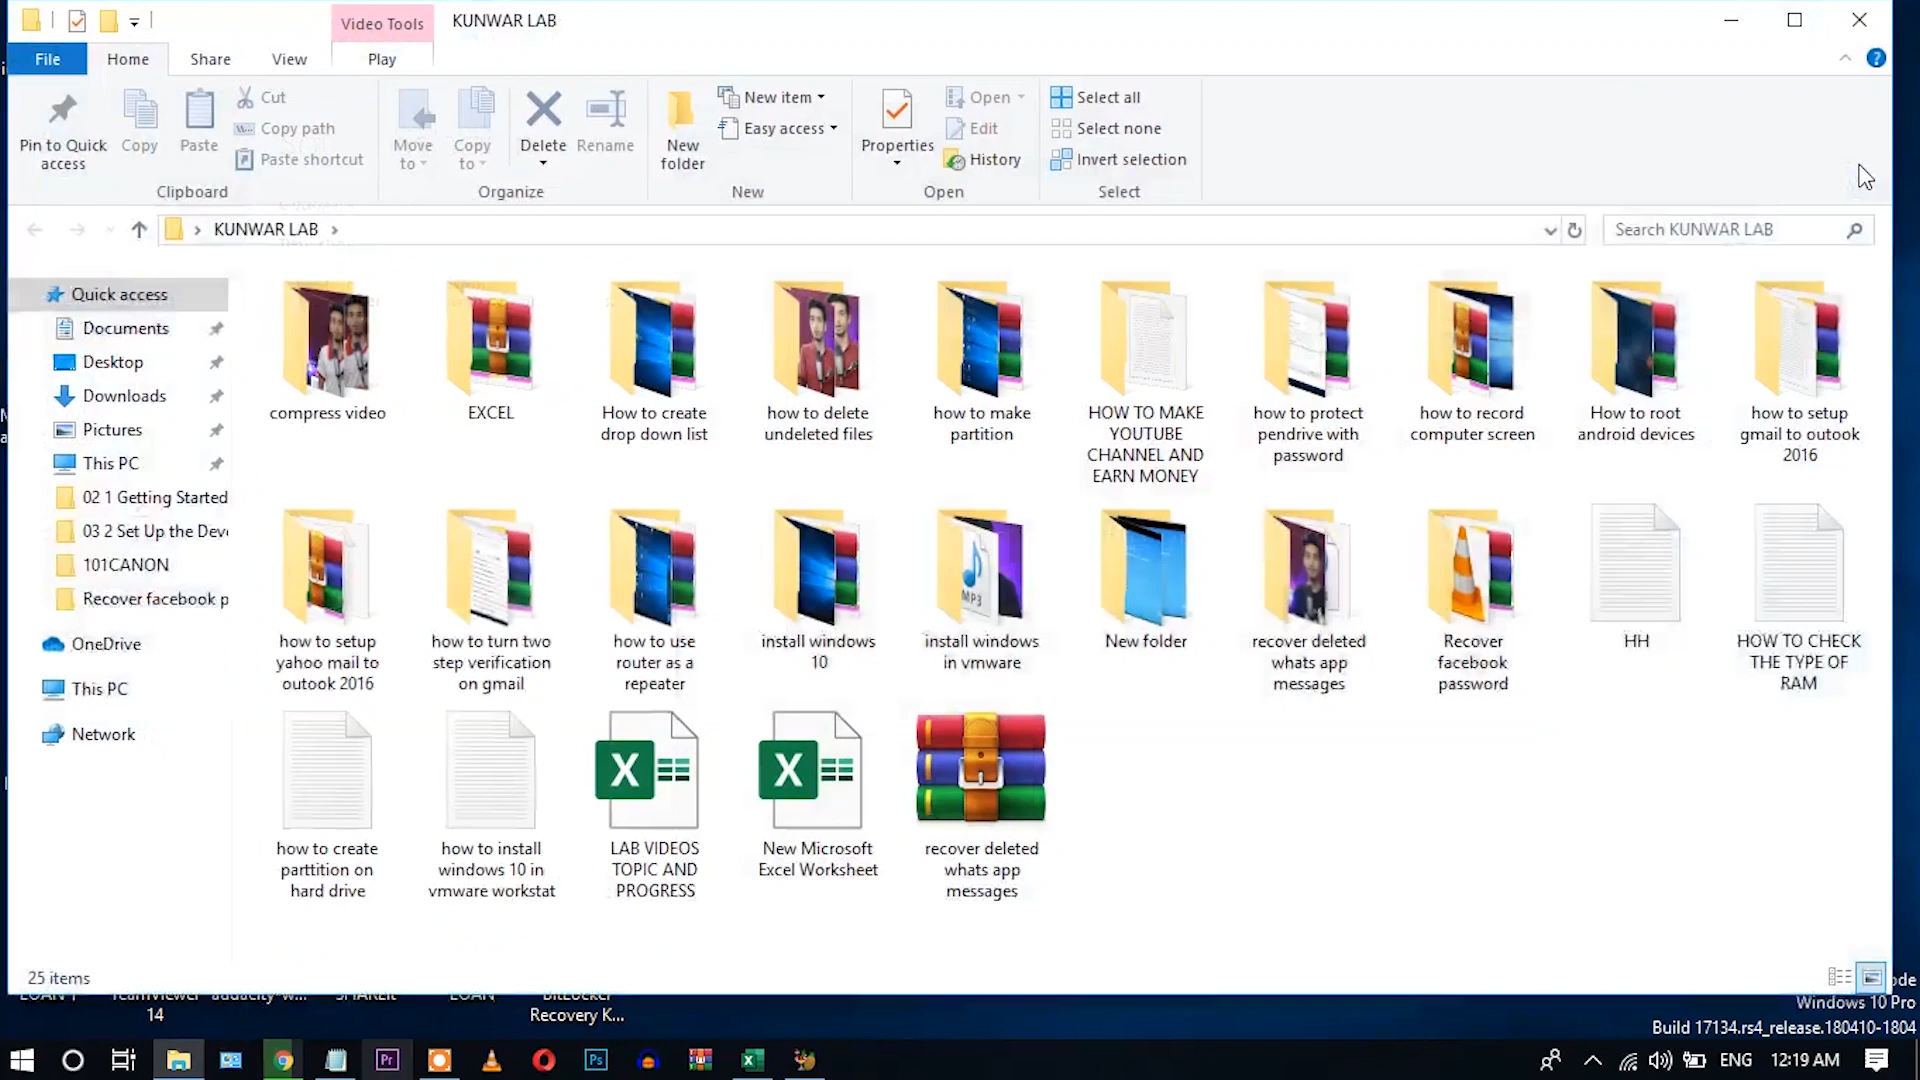 Video Tools
KUNWAR LAB
File
Home
Share
View
Play
Pin to Quick
access
Copy
Paste
Cut
Copy path
Paste shortcut
Clipboard
Move
to
Copy
to
Delete
Rename
Organize
New
folder
New item
Easy access
New
Properties
Open
Edit
History
Open
Select all
Select none
Invert selection
Select
KUNWAR LAB
Search KUNWAR LAB
Quick access
Documents
Desktop
Downloads
Pictures
This PC
02 1 Getting Started
03 2 Set Up the Deve
101CANON
Recover facebook p
OneDrive
This PC
Network
compress video
EXCEL
How to create
drop down list
how to delete
undeleted files
how to make
partition
HOW TO MAKE
YOUTUBE
CHANNEL AND
EARN MONEY
how to protect
pendrive with
password
how to record
computer screen
How to root
android devices
how to setup
gmail to outook
2016
how to setup
yahoo mail to
outook 2016
how to turn two
step verification
on gmail
how to use
router as a
repeater
install windows
10
MP3
install windows
in vmware
New folder
recover deleted
whats app
messages
Recover
facebook
password
HH
HOW TO CHECK
THE TYPE OF
RAM
how to create
parttition on
hard drive
how to install
windows 10 in
vmware workstat
X
LAB VIDEOS
TOPIC AND
PROGRESS
X
New Microsoft
Excel Worksheet
recover deleted
whats app
messages
25 items
TeamViewer
14
audacity-w...
SHAREit
LOAN
BitLocker
Recovery K...
Windows 10 Pro
Build 17134.rs4_release.180410-1804
Pr
Ps
ENG
12:19 AM